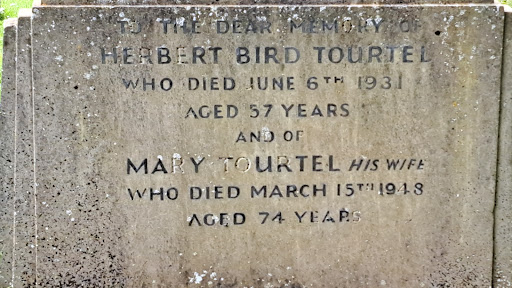 TO THE DEAR MEMORY OF
HERBERT BIRD TOURTEL
WHO DIED JUNE 6TH 1931
AGED 57 YEARS
AND OF
MARY TOURTEL HIS WIFE
WHO DIED MARCH 15TH 1948
AGED 74 YEARS